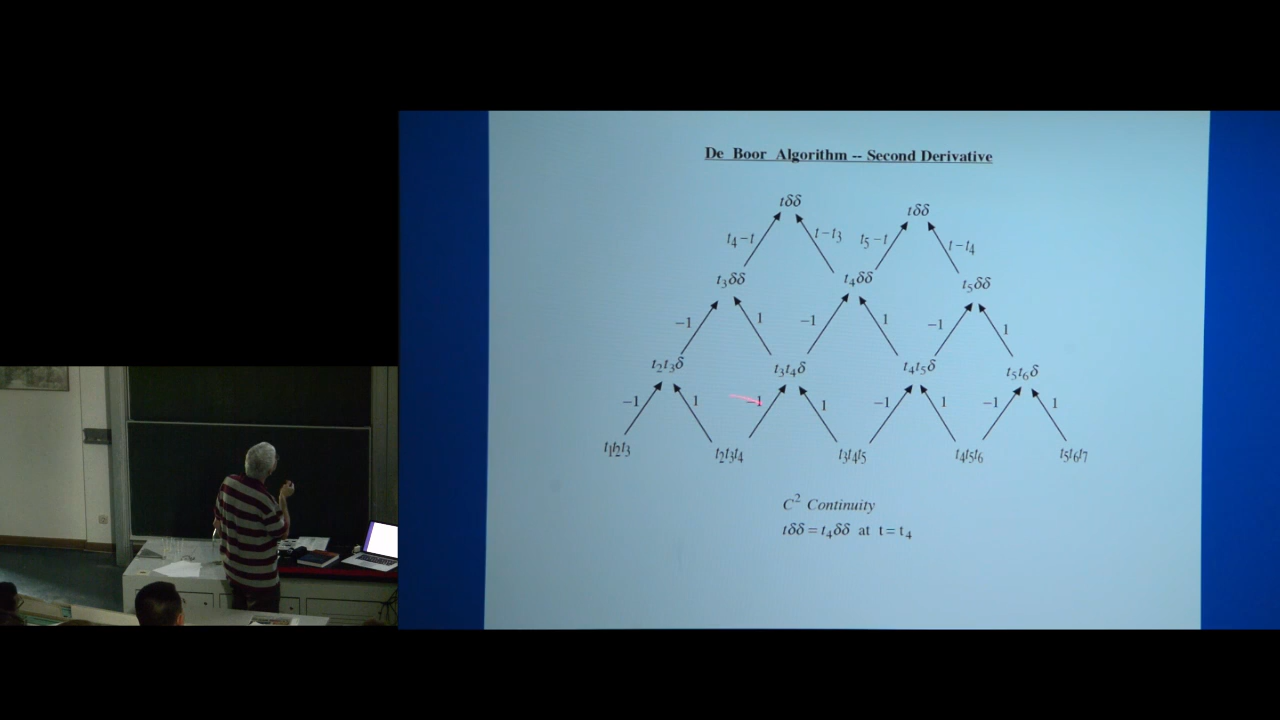 De Boor Algorithm -- Second Derivative
tδδ tδδ
t₄−t t−t₃ t₅−t t−t₄
t₃δδ t₄δδ t₅δδ
−1 1 −1 1 −1 1
t₂t₃δ t₃t₄δ t₄t₅δ t₅t₆δ
−1 1 −1 1 −1 1 −1 1
t₁t₂t₃ t₂t₃t₄ t₃t₄t₅ t₄t₅t₆ t₅t₆t₇
C² Continuity
tδδ = t₄δδ at t = t₄